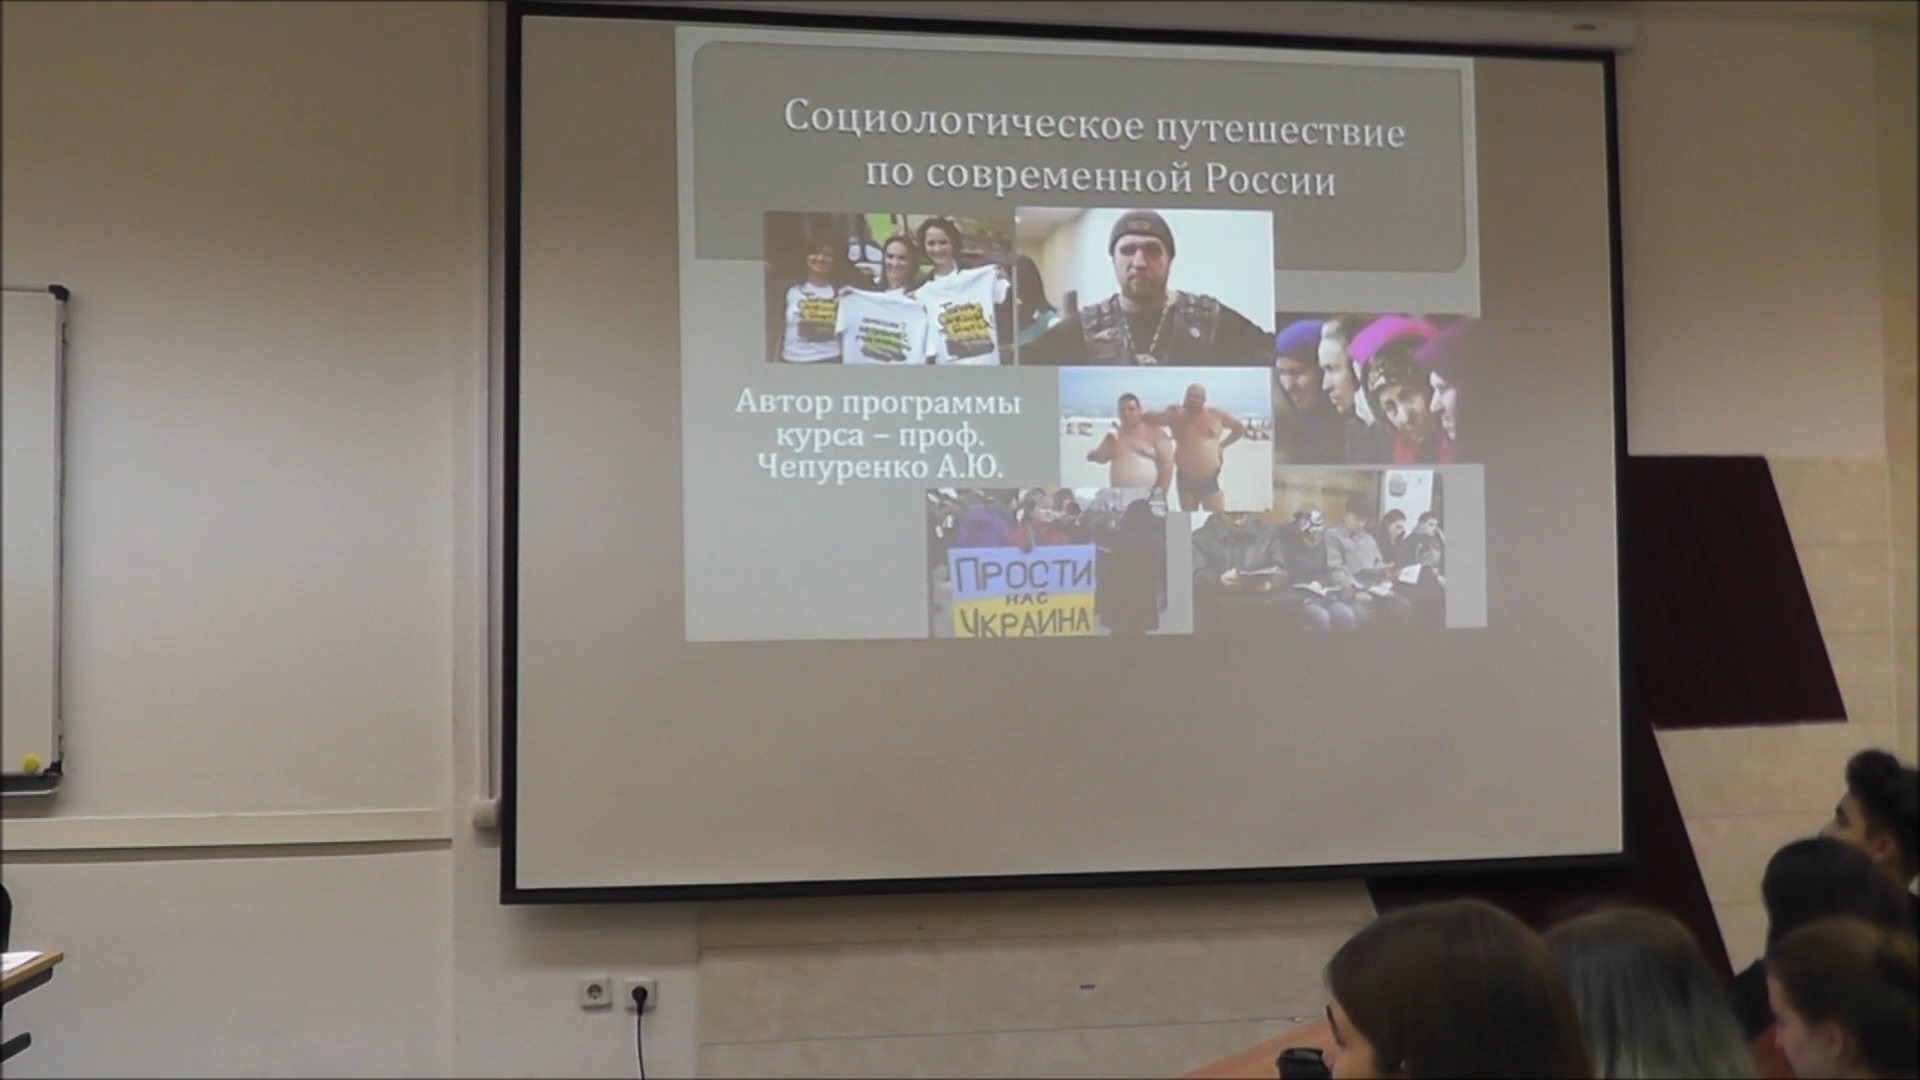 Социологическое путешествие
по современной России
Автор программы
курса – проф.
Чепуренко А.Ю.
ПРОСТИ
НАС
УКРАИНА